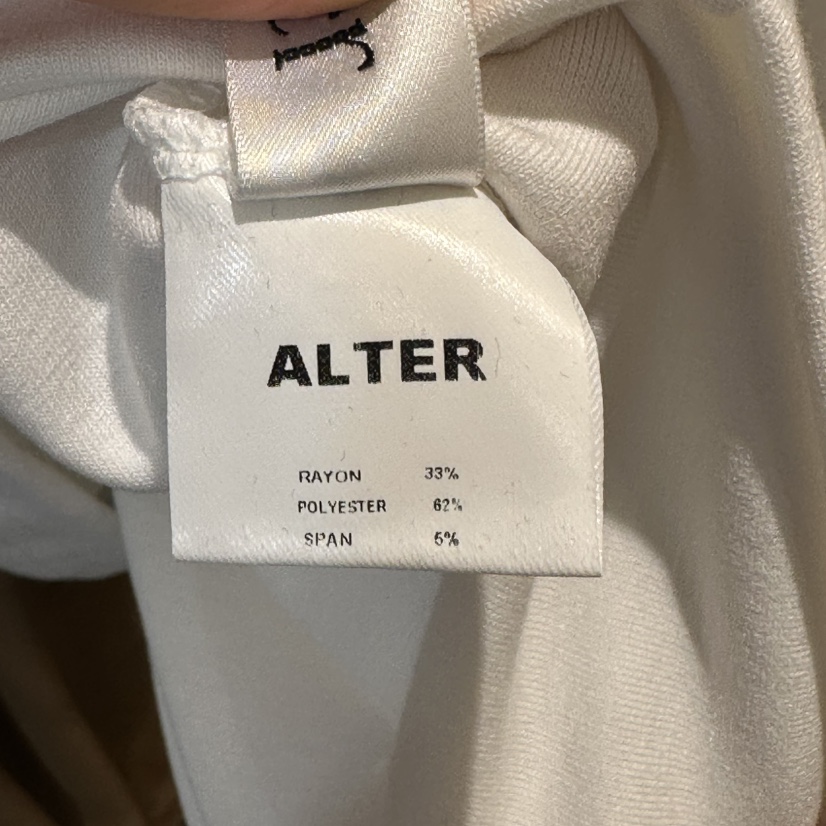 ALTER
RAYON 33%
POLYESTER 62%
SPAN 5%